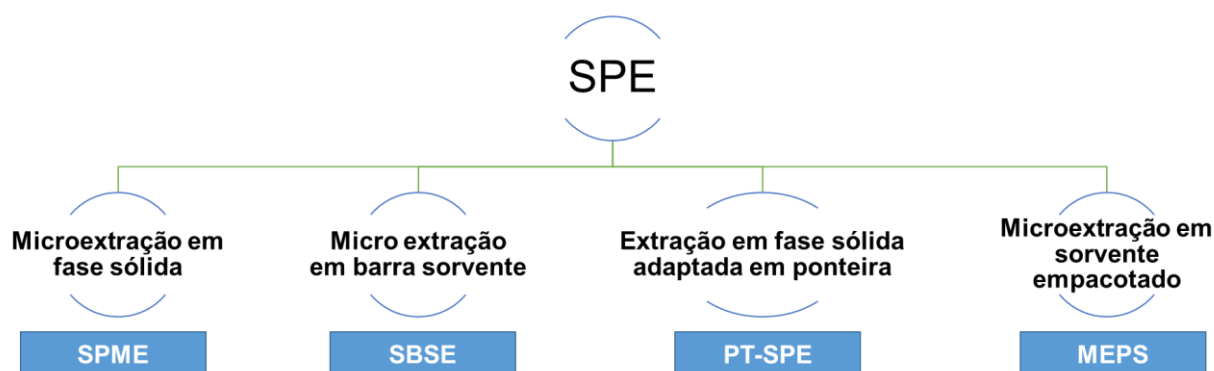 SPE
Microextração em
fase sólida
SPME
Micro extração
em barra sorvente
SBSE
Extração em fase sólida
adaptada em ponteira
PT-SPE
Microextração em
sorvente
empacotado
MEPS